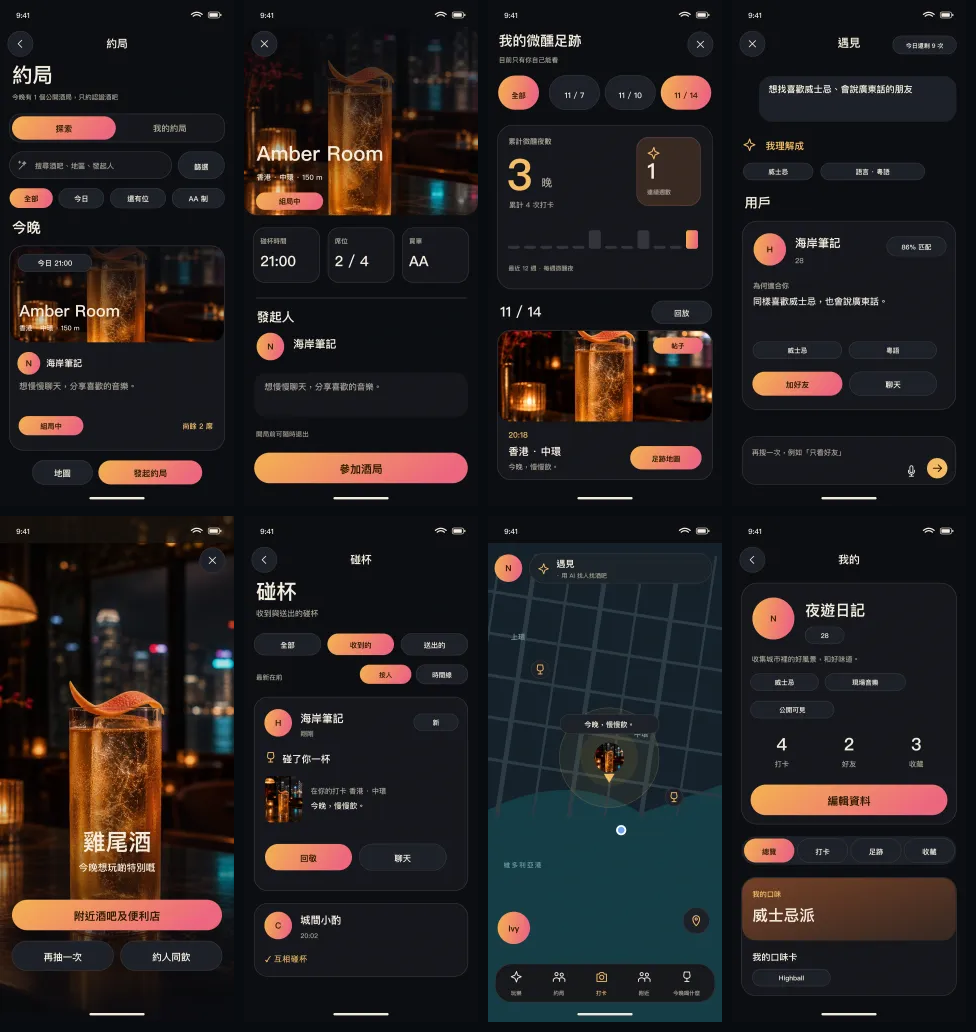 9:41
約局
約局
今晚有 1 個公開酒局，只約認識酒吧
探索
我的約局
搜尋酒吧、地區、發起人
篩選
全部
今日
還有位
AA 制
今晚
今日 21:00
Amber Room
香港 · 中環 · 150 m
N
海岸筆記
想慢慢聊天，分享喜歡的音樂。
組局中
尚餘 2 席
地圖
發起約局
9:41
Amber Room
香港 · 中環 · 150 m
組局中
碰杯時間
21:00
席位
2 / 4
買單
AA
發起人
N
海岸筆記
想慢慢聊天，分享喜歡的音樂。
開局前可隨時退出
參加酒局
9:41
我的微醺足跡
目前只有你自己能看
全部
11 / 7
11 / 10
11 / 14
累計微醺夜數
3 晚
累計 4 次打卡
1
連續週數
最近 12 週 · 每週微醺夜
11 / 14
回放
帖子
20:18
香港 · 中環
今晚，慢慢飲。
足跡地圖
9:41
遇見
今日還剩 9 次
想找喜歡威士忌、會說廣東話的朋友
我理解成
威士忌
語言 · 粵語
用戶
H
海岸筆記
28
86% 匹配
為何適合你
同樣喜歡威士忌，也會說廣東話。
威士忌
粵語
加好友
聊天
再搜一次，例如「只看好友」
9:41
雞尾酒
今晚想玩啲特別嘅
附近酒吧及便利店
再抽一次
約人同飲
9:41
碰杯
碰杯
收到與送出的碰杯
全部
收到的
送出的
最新在前
按人
時間線
H
海岸筆記
剛剛
新
碰了你一杯
在你的打卡 香港 · 中環
今晚，慢慢飲。
回敬
聊天
C
城間小酌
20:02
✓ 互相碰杯
9:41
N
遇見
· 用 AI 找人找酒吧
上環
今晚，慢慢飲。
中環
維多利亞港
Ivy
玩樂
約局
打卡
附近
今晚喝什麼
9:41
我的
N
夜遊日記
28
收集城市裡的好風景、和好味道。
威士忌
現場音樂
公開可見
4
打卡
2
好友
3
收藏
編輯資料
總覽
打卡
足跡
收藏
我的口味
威士忌派
我的口味卡
Highball